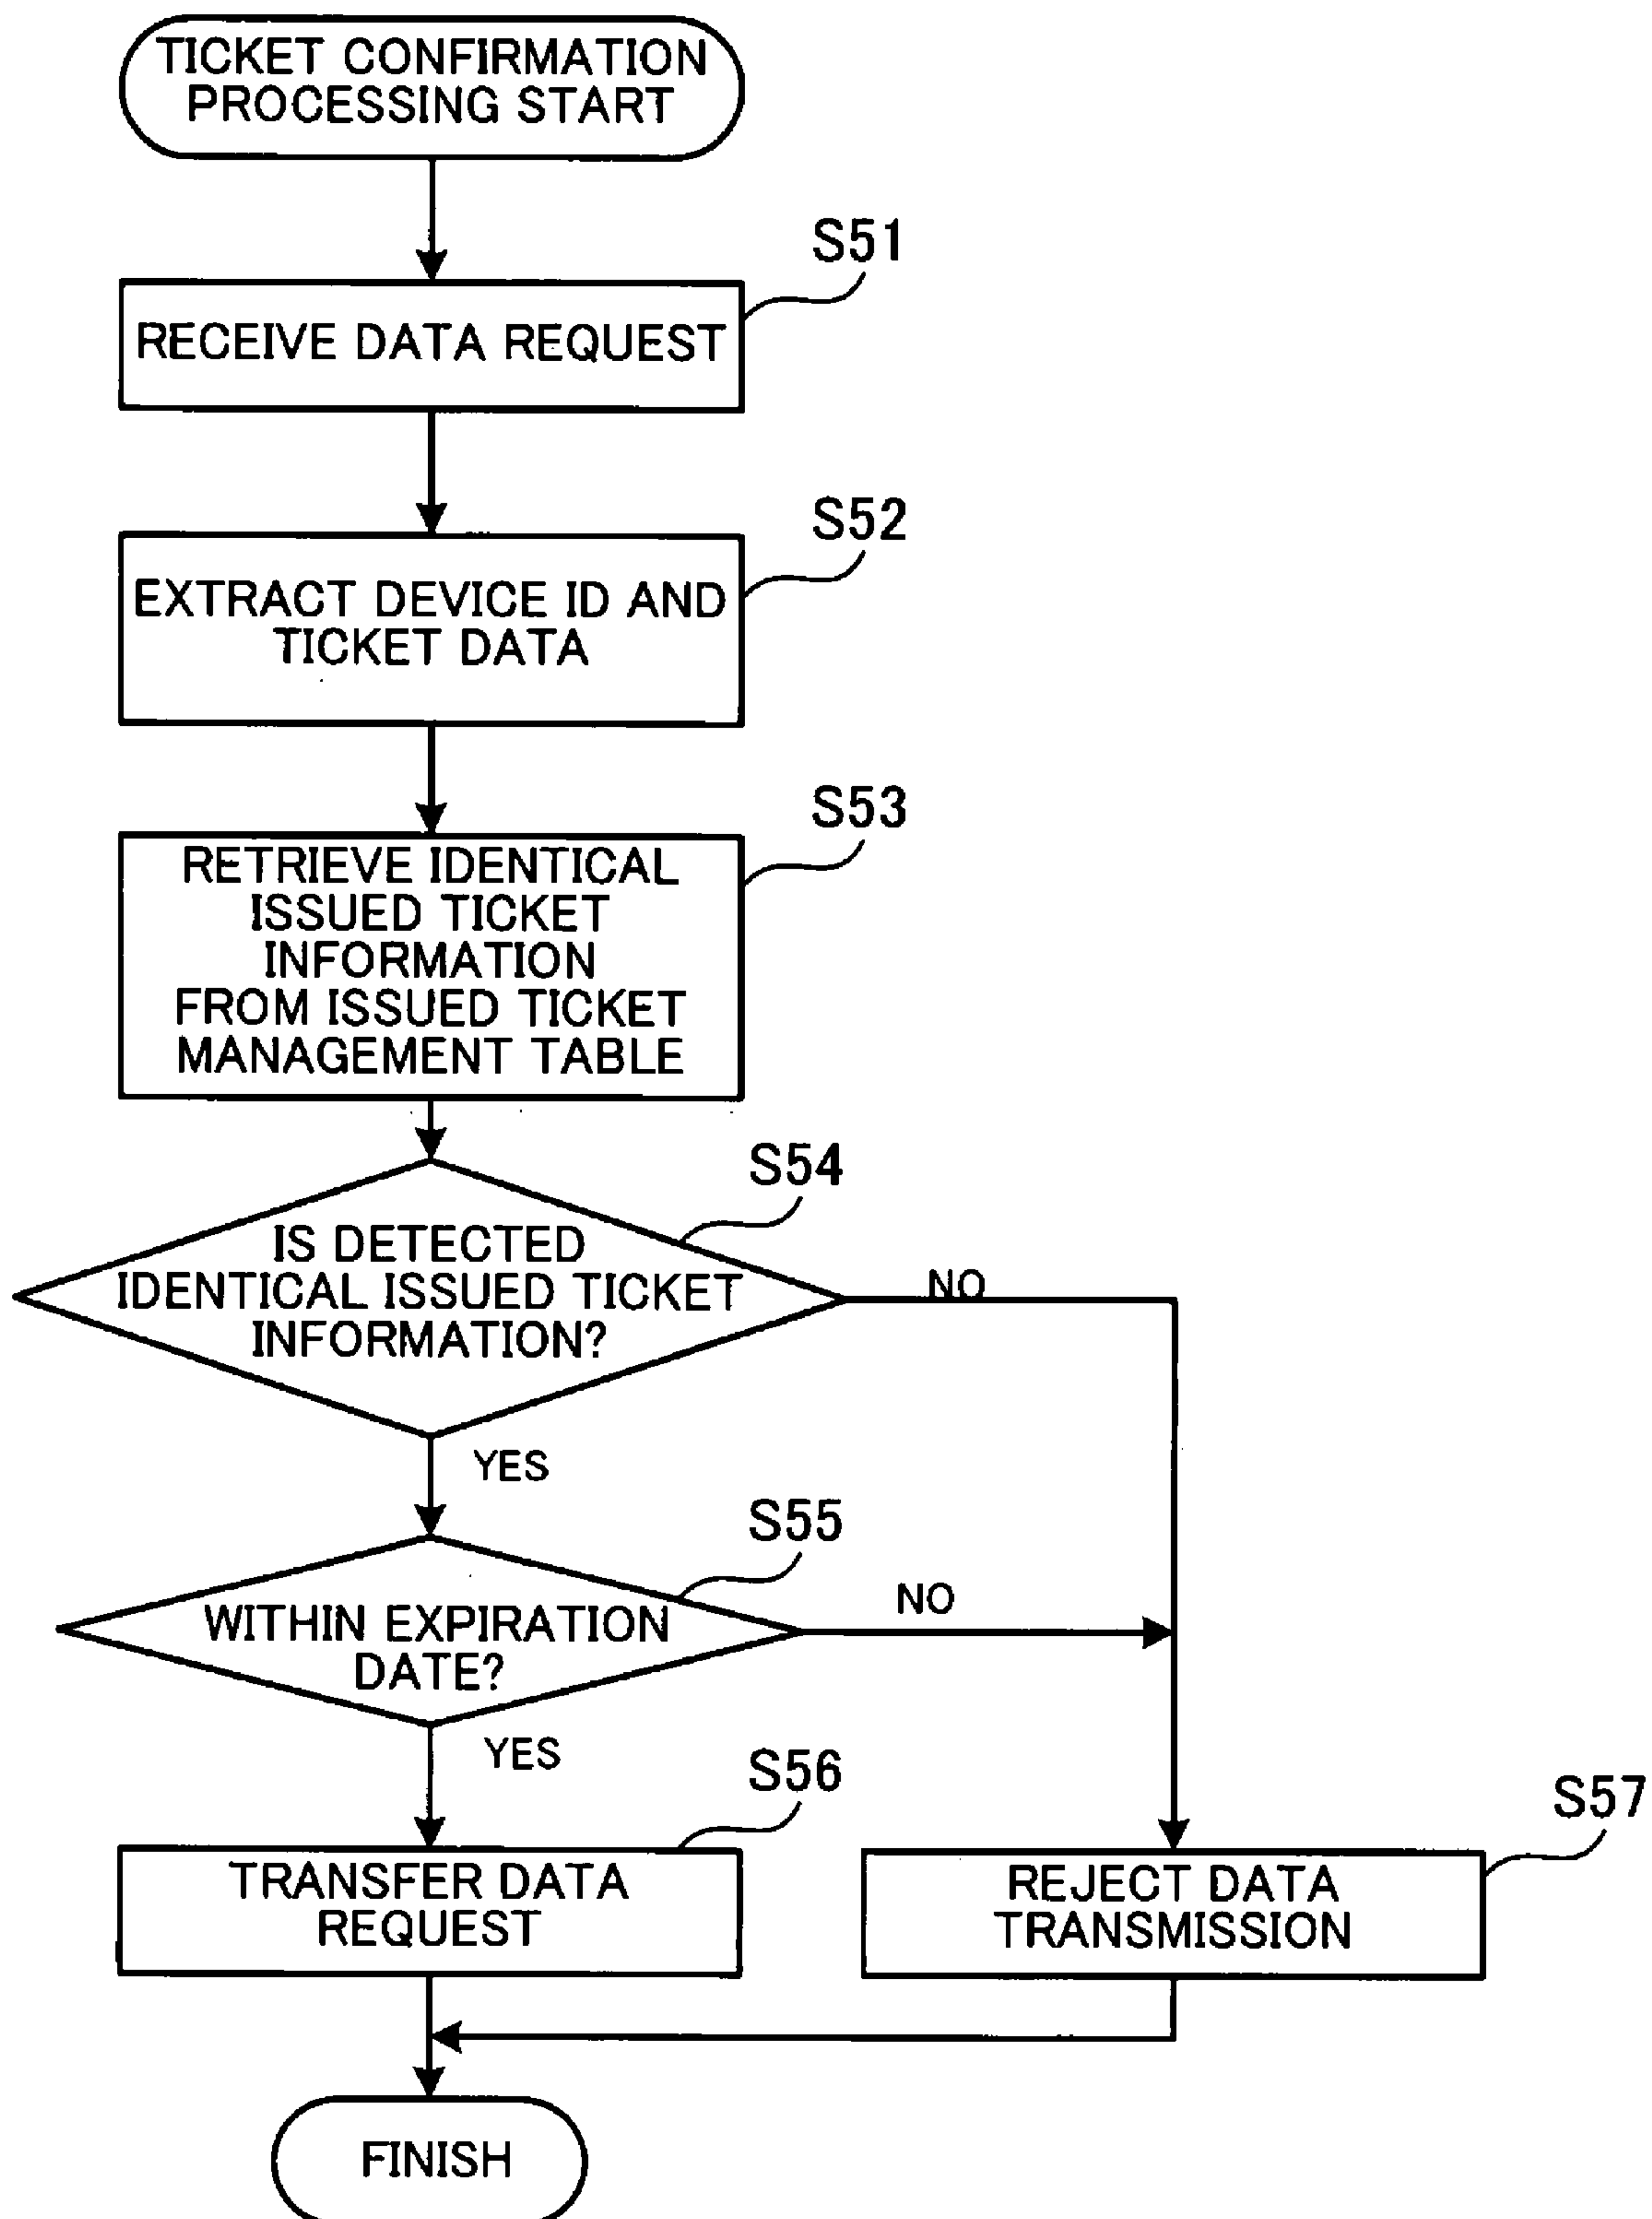 TICKET CONFIRMATION
PROCESSING START
S51
RECEIVE DATA REQUEST
S52
EXTRACT DEVICE ID AND
TICKET DATA
S53
RETRIEVE IDENTICAL
ISSUED TICKET
INFORMATION
FROM ISSUED TICKET
MANAGEMENT TABLE
S54
IS DETECTED
IDENTICAL ISSUED TICKET
INFORMATION?
NO
YES
S55
WITHIN EXPIRATION
DATE?
NO
YES
S56
TRANSFER DATA
REQUEST
S57
REJECT DATA
TRANSMISSION
FINISH